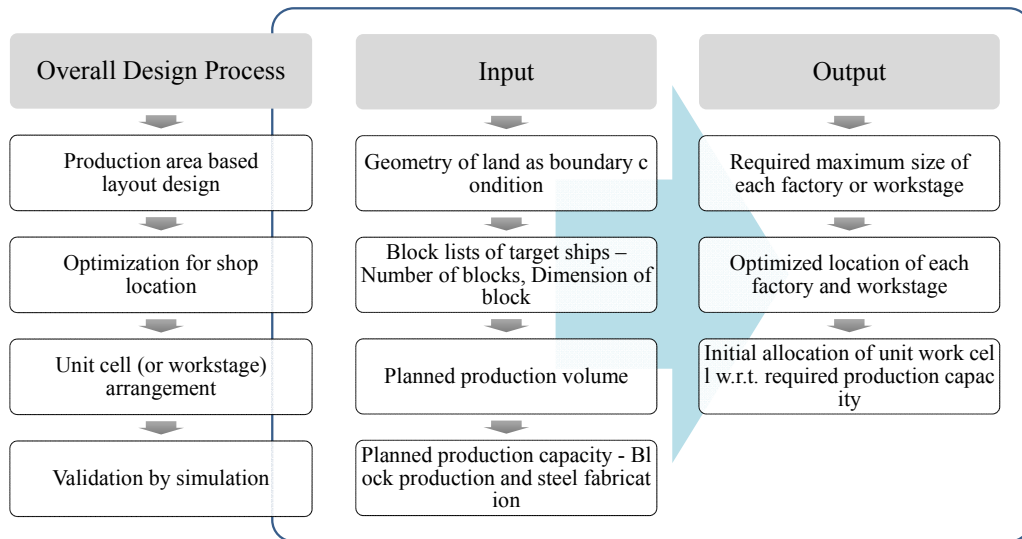 Overall Design Process
Production area based
layout design
Optimization for shop
location
Unit cell (or workstage)
arrangement
Validation by simulation
Input
Geometry of land as boundary c
ondition
Block lists of target ships –
Number of blocks, Dimension of
block
Planned production volume
Planned production capacity - Bl
ock production and steel fabricat
ion
Output
Required maximum size of
each factory or workstage
Optimized location of each
factory and workstage
Initial allocation of unit work cel
l w.r.t. required production capac
ity